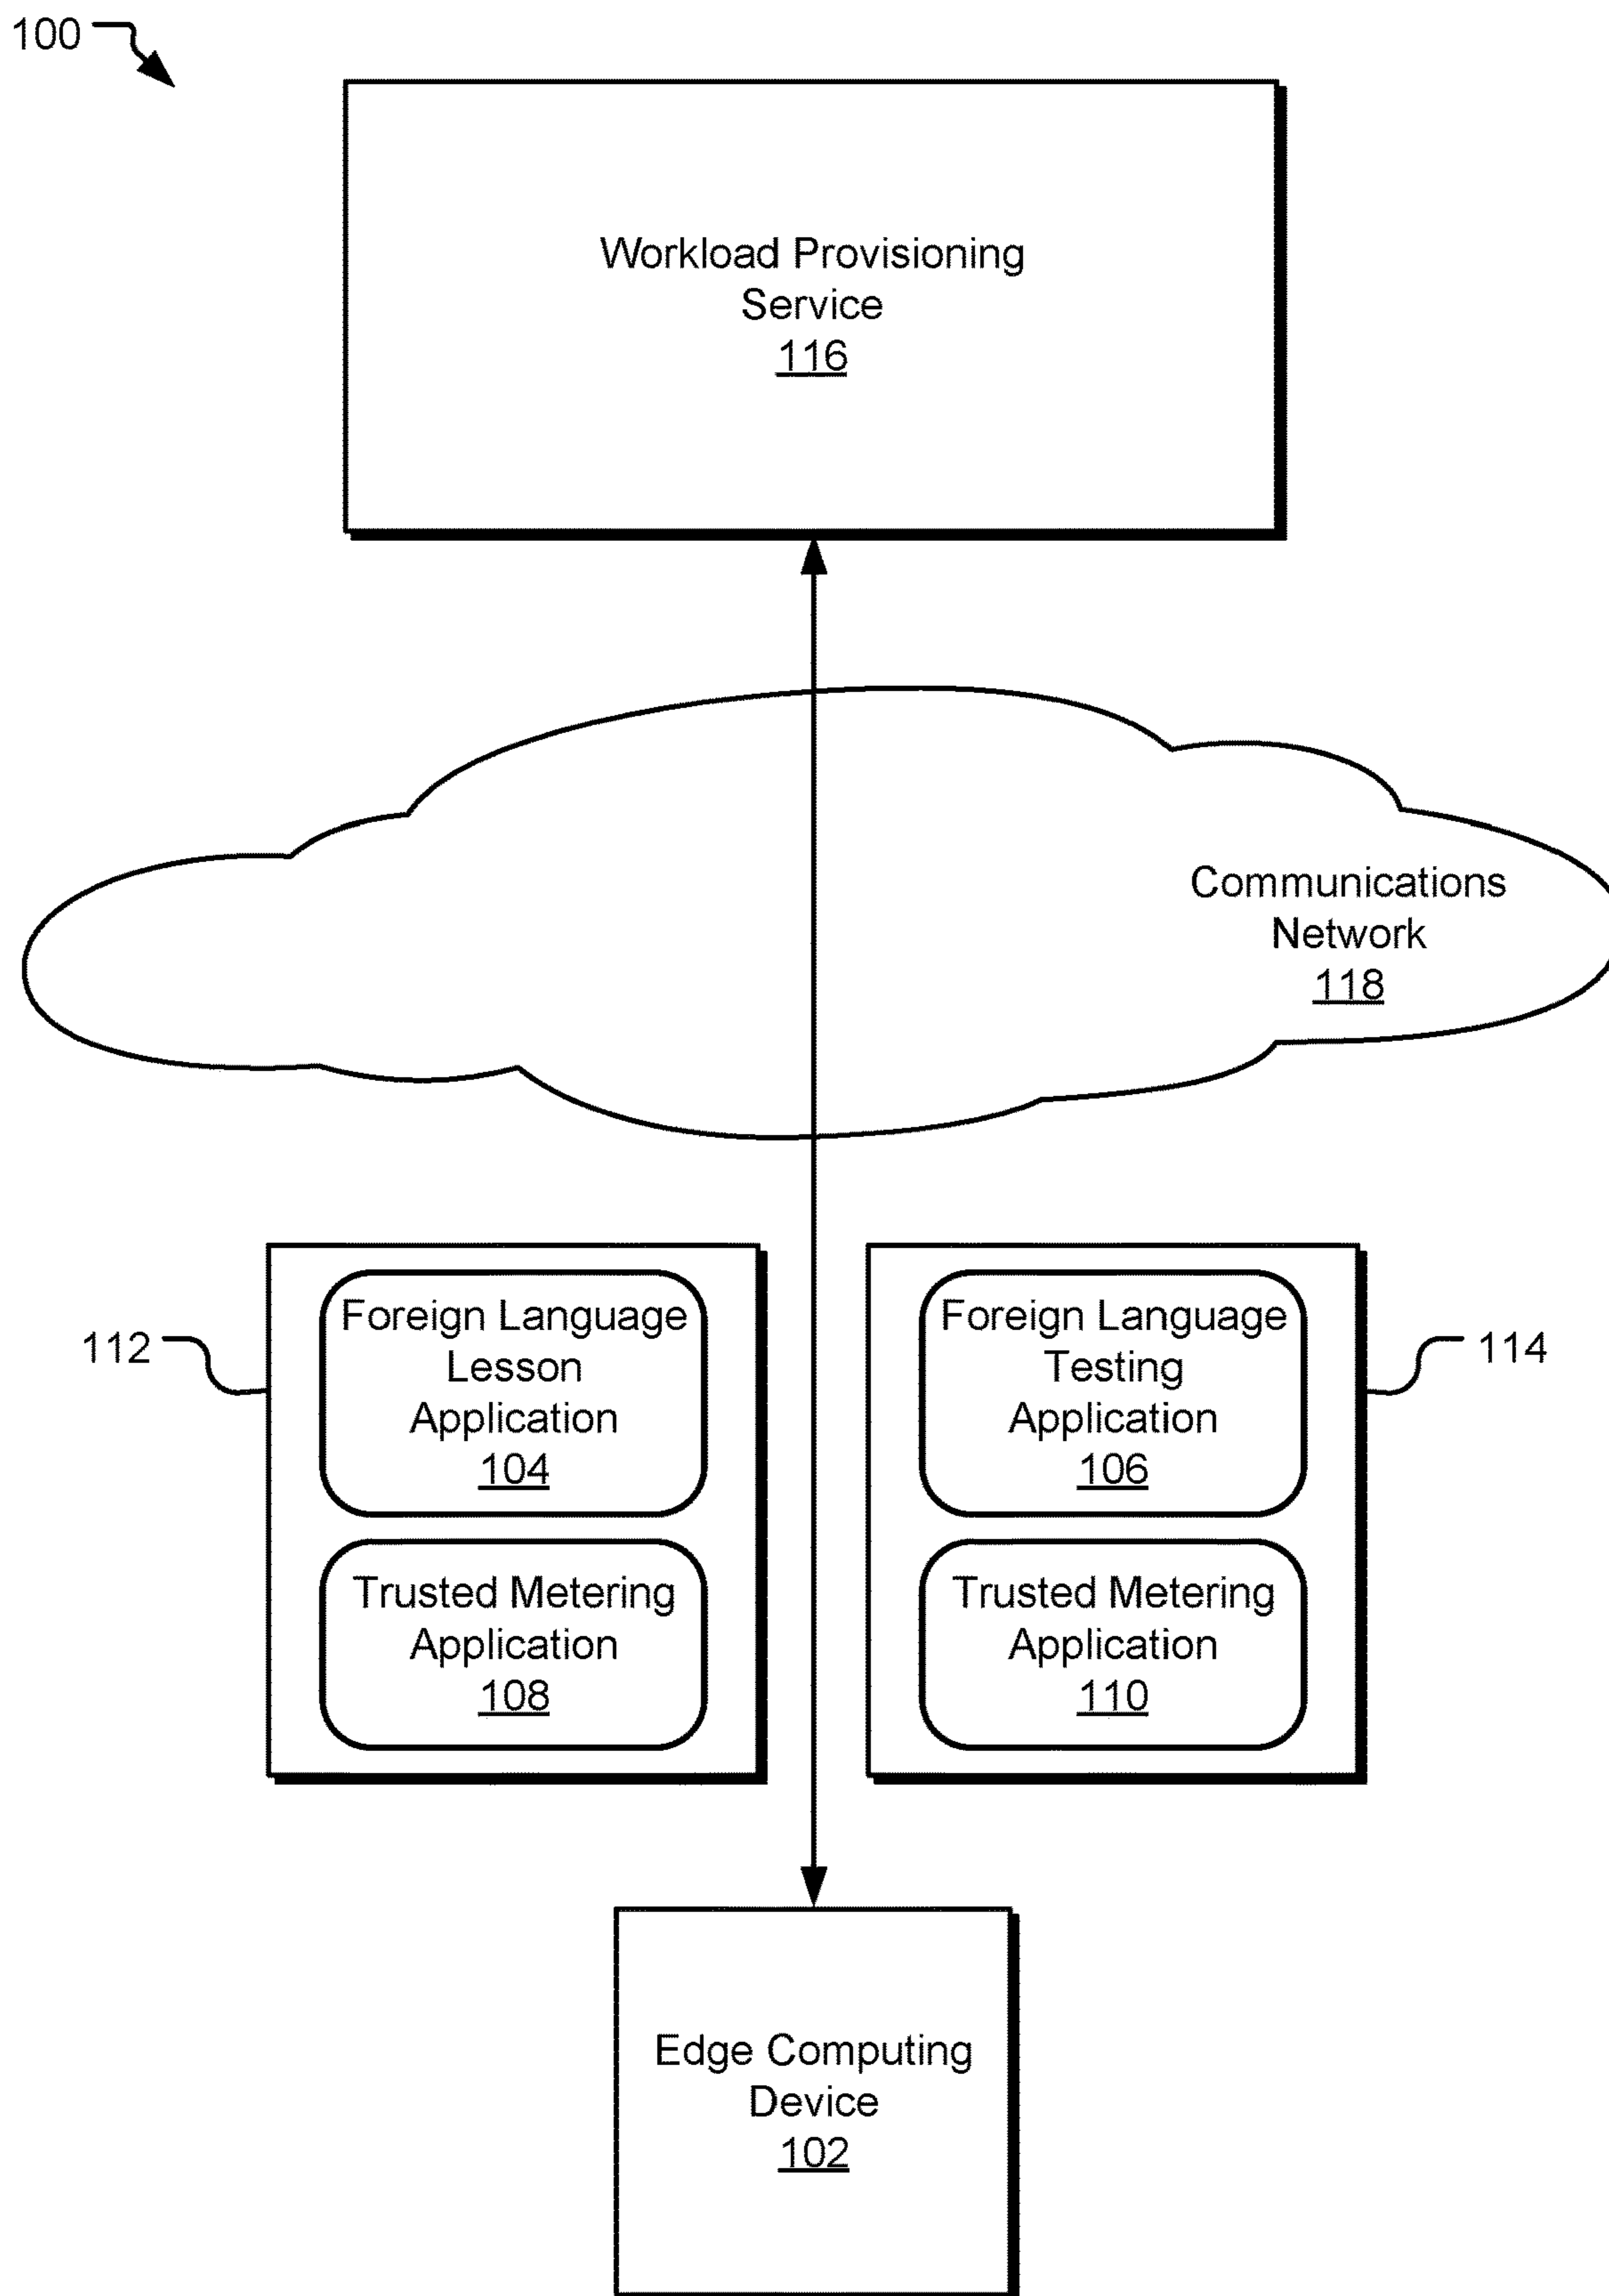 100
Workload Provisioning
Service
116
Communications
Network
118
112
Foreign Language
Lesson
Application
104
Trusted Metering
Application
108
Foreign Language
Testing
Application
106
Trusted Metering
Application
110
114
Edge Computing
Device
102